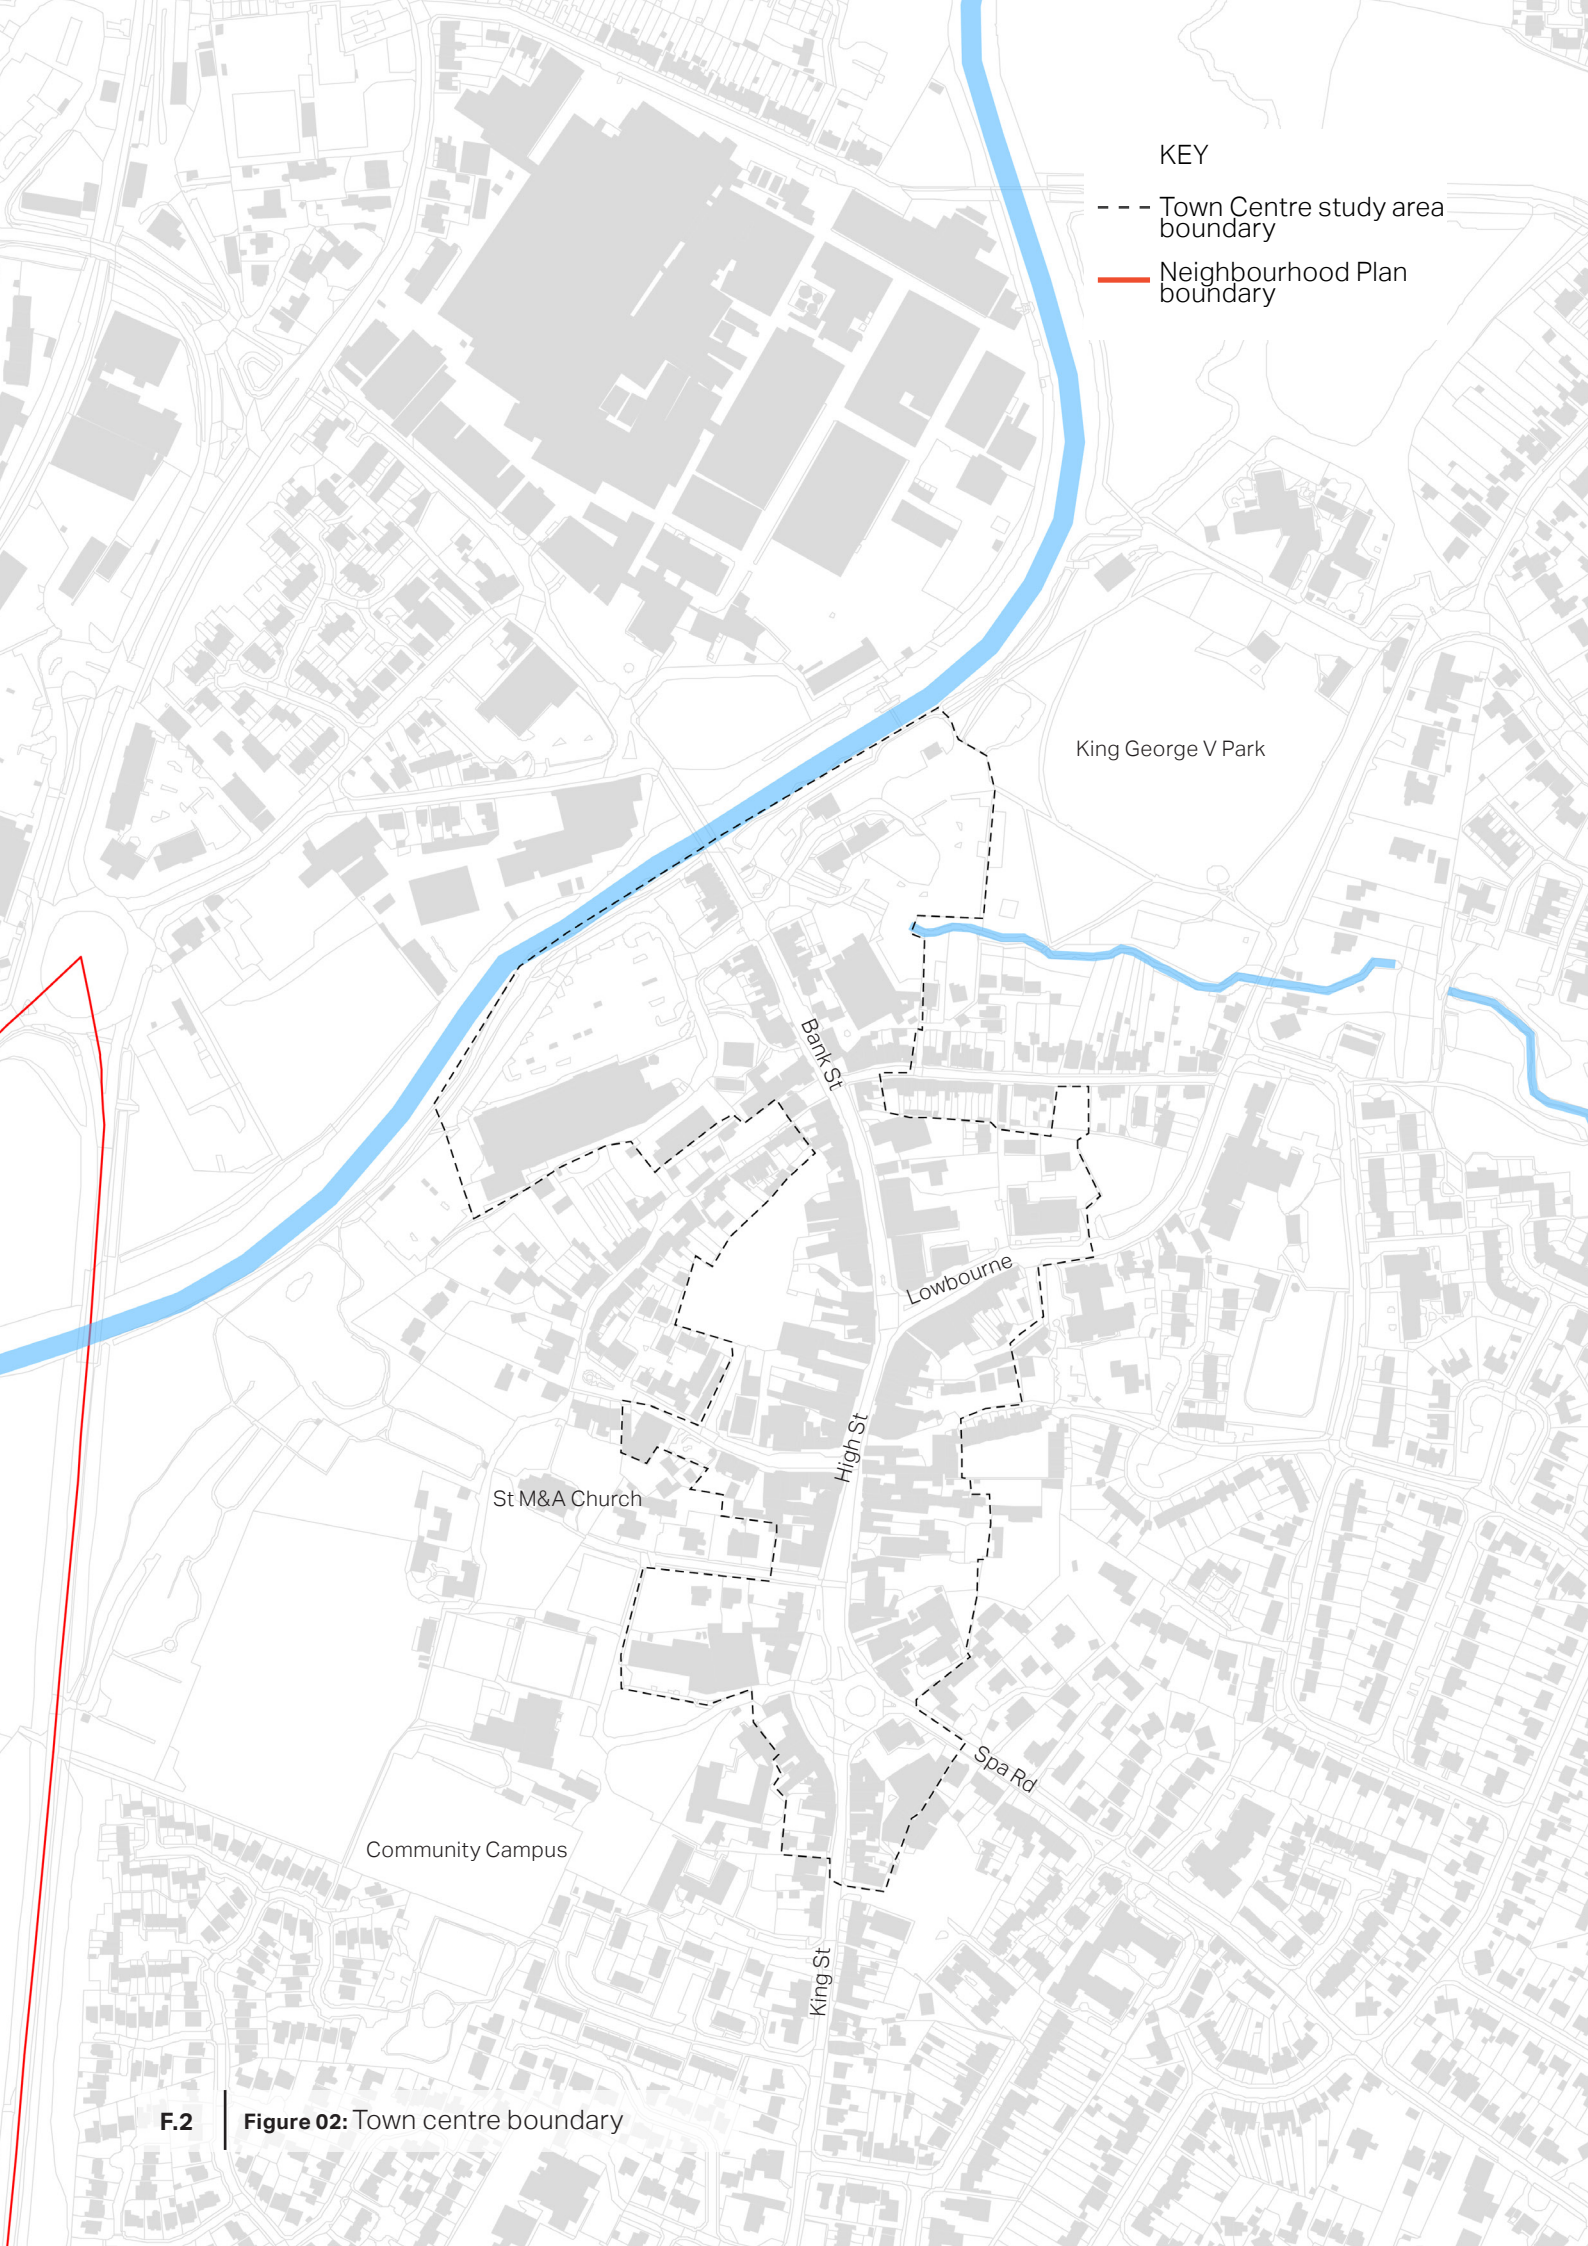 KEY
Town Centre study area
boundary
Neighbourhood Plan
boundary
King George V Park
Bank St
Lowbourne
High St
St M&A Church
Spa Rd
Community Campus
King St
F.2
Figure 02: Town centre boundary